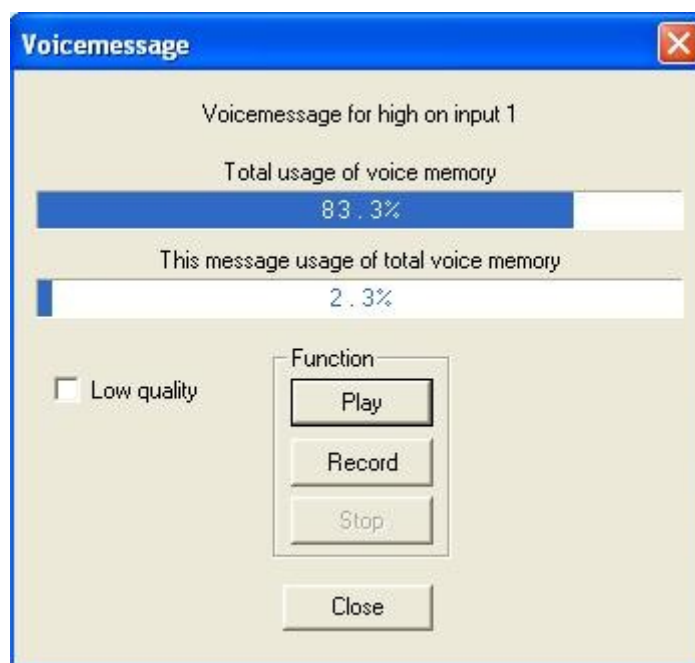 Voicemessage
Voicemessage for high on input 1
Total usage of voice memory
83.3%
This message usage of total voice memory
2.3%
Function
Low quality
Play
Record
Stop
Close